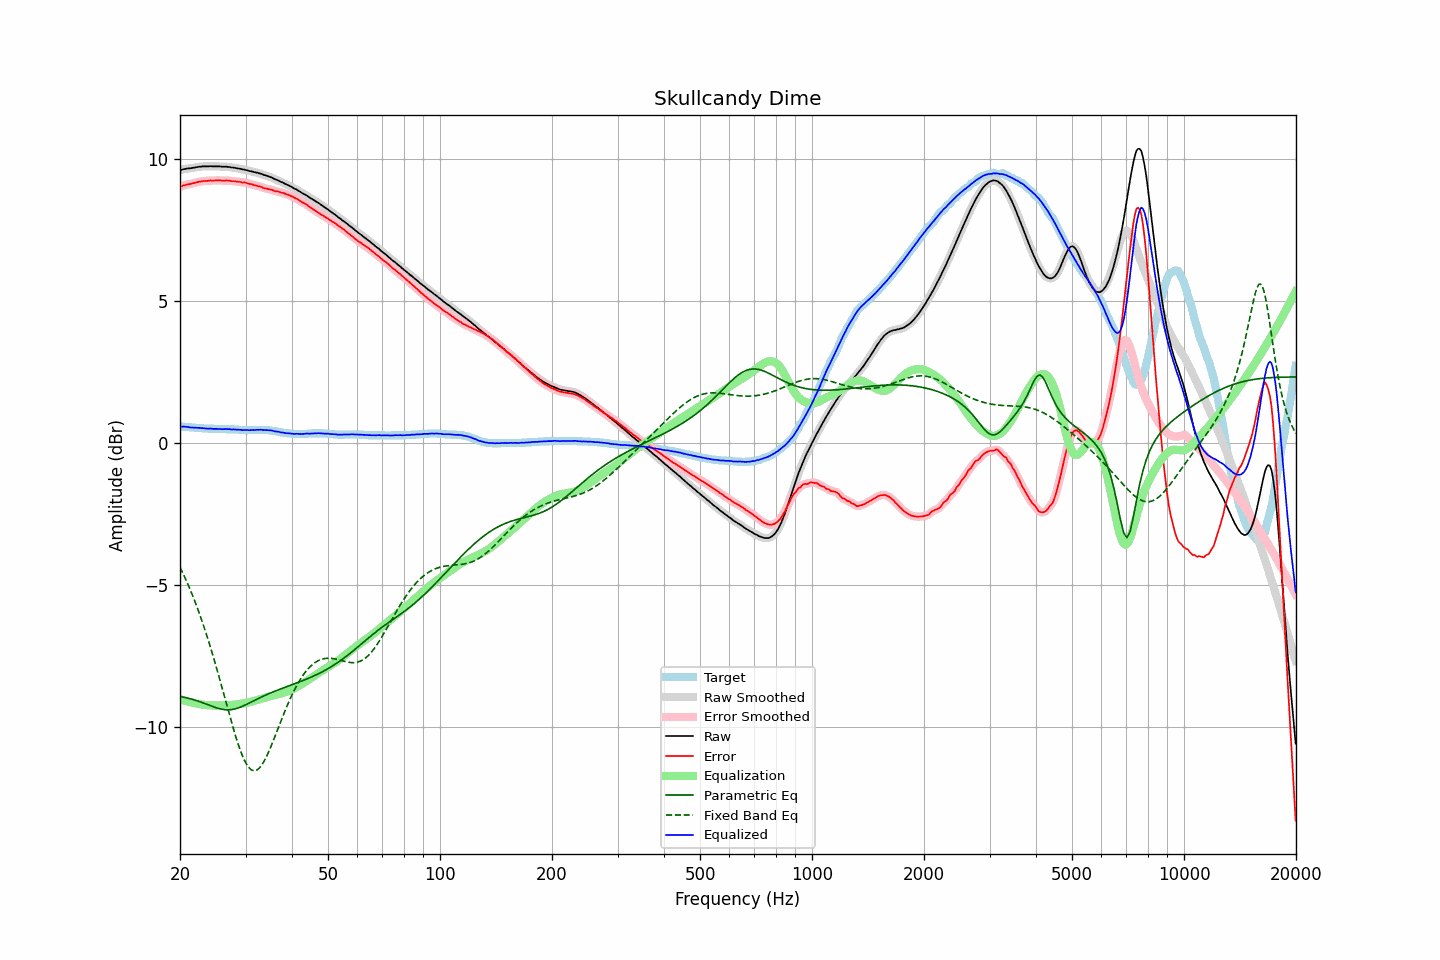 Skullcandy Dime
Amplitude (dBr)
10
5
0
−5
−10
20
50
100
200
500
1000
2000
5000
10000
20000
Frequency (Hz)
Target
Raw Smoothed
Error Smoothed
Raw
Error
Equalization
Parametric Eq
Fixed Band Eq
Equalized